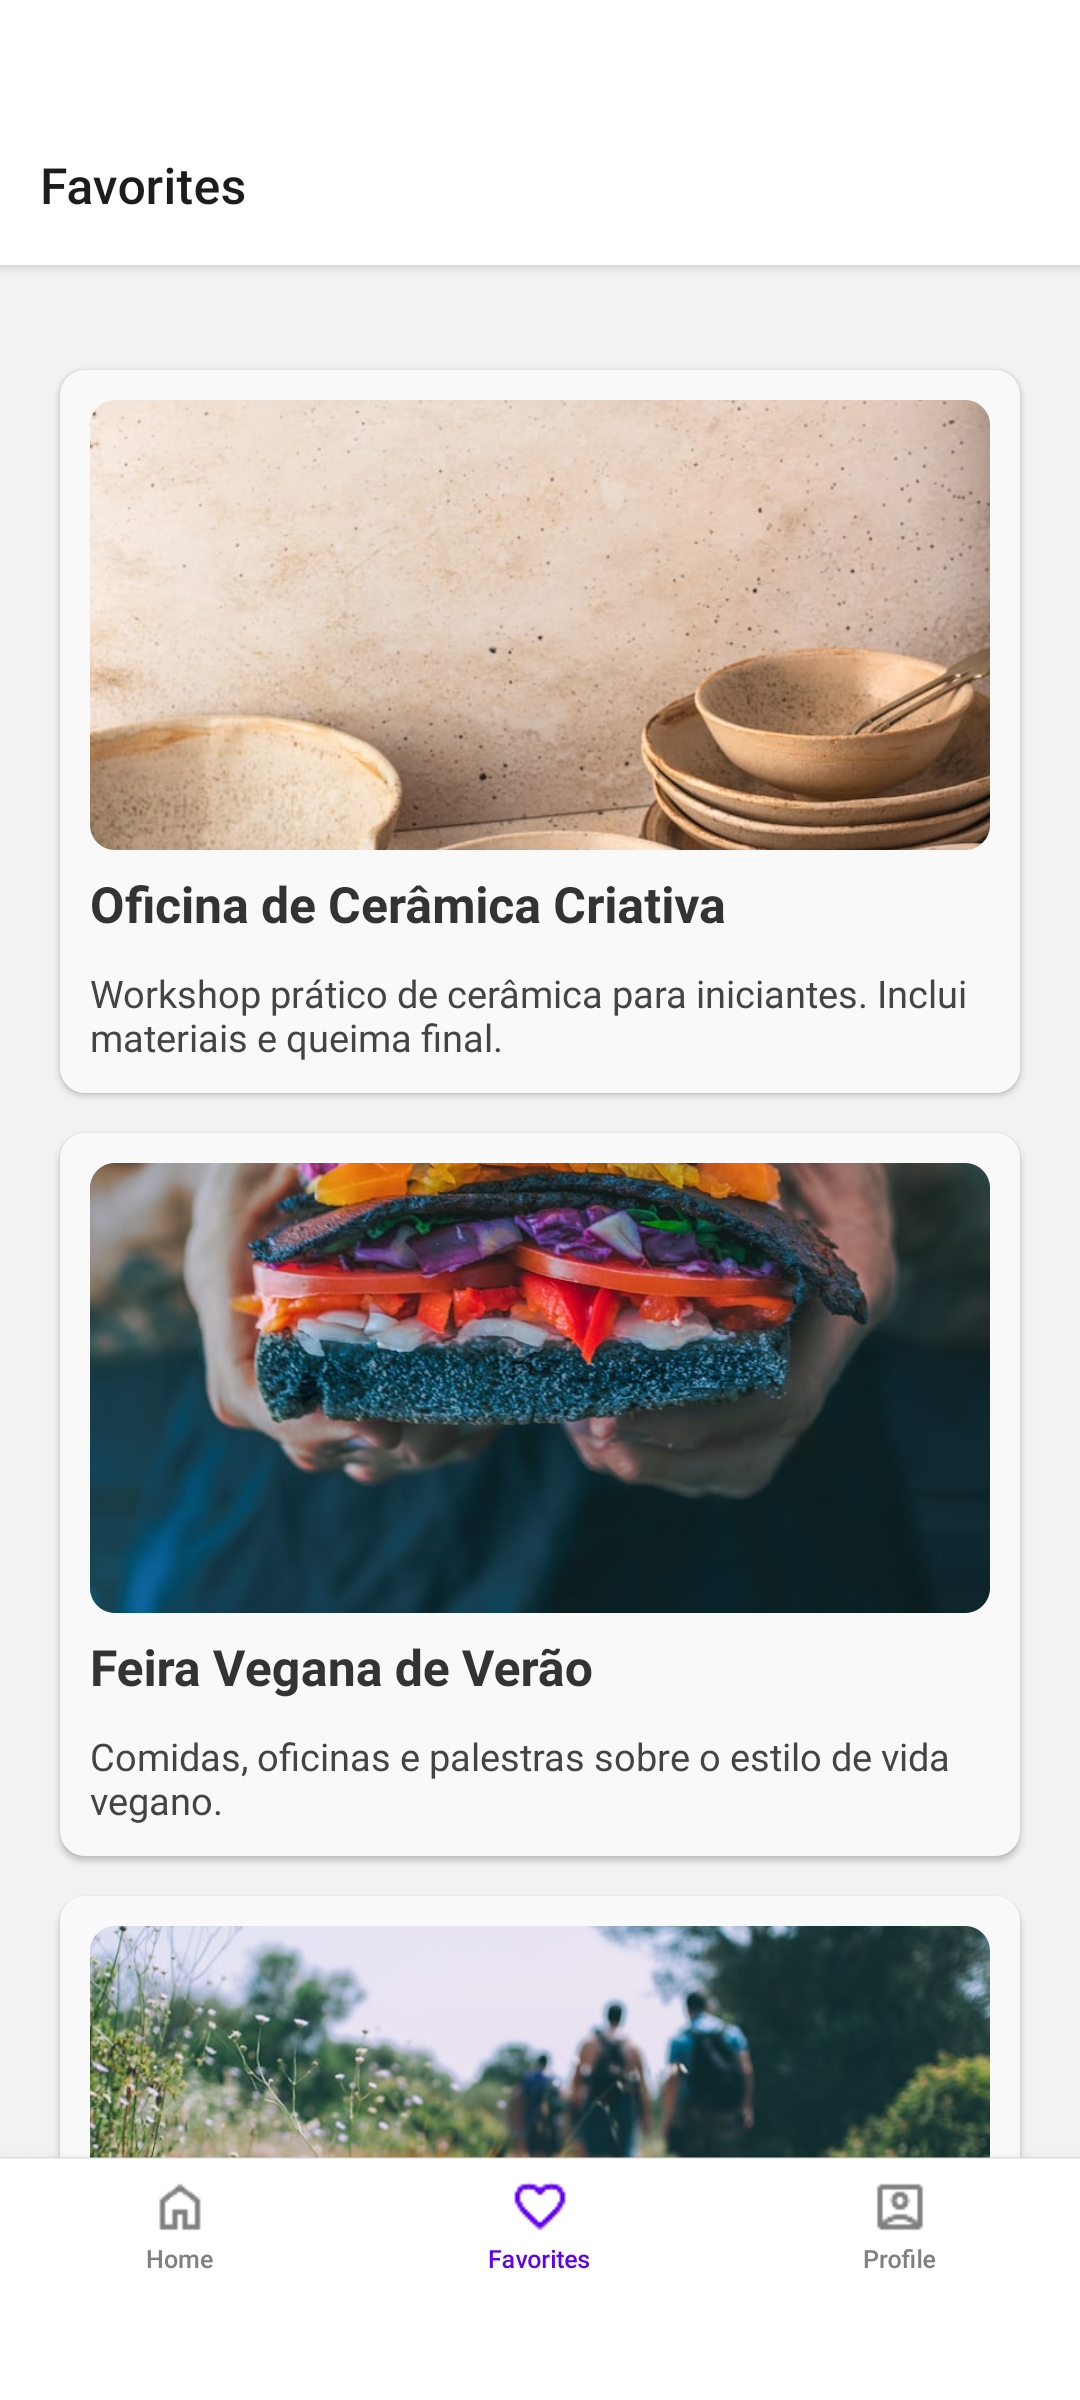 Favorites
Oficina de Cerâmica Criativa
Workshop prático de cerâmica para iniciantes. Inclui
materiais e queima final.
Feira Vegana de Verão
Comidas, oficinas e palestras sobre o estilo de vida
vegano.
Home
Favorites
Profile